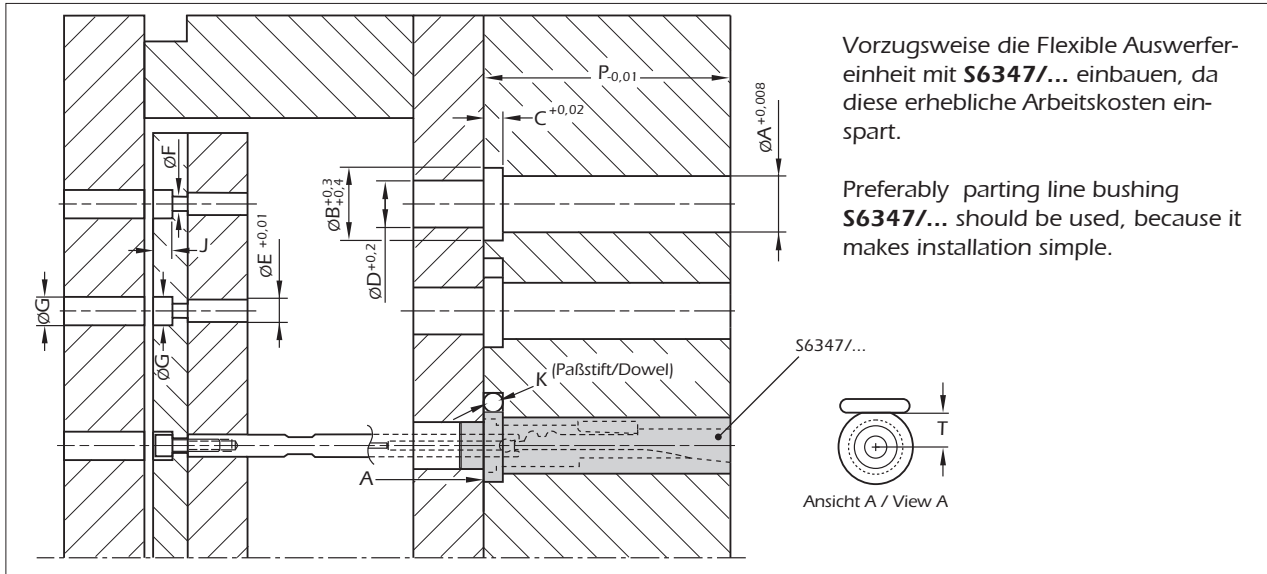 P-0,01
C+0,02
ØA+0,008
ØF
ØB+0,3
+0,4
ØD+0,2
J
ØE +0,01
ØG
ØG
K
(Paßstift/Dowel)
A
S6347/...
T
Ansicht A / View A
Vorzugsweise die Flexible Auswerfer-
einheit mit S6347/... einbauen, da
diese erhebliche Arbeitskosten ein-
spart.
Preferably parting line bushing
S6347/... should be used, because it
makes installation simple.